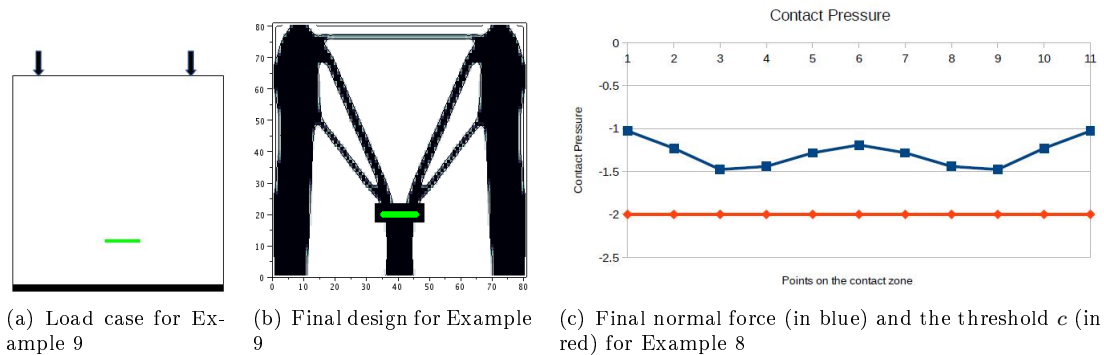 Contact Pressure
0
-0.5
-1
-1.5
-2
-2.5
1 2 3 4 5 6 7 8 9 10 11
Contact Pressure
Points on the contact zone
80
70
60
50
40
30
20
10
0
0 10 20 30 40 50 60 70 80
(a) Load case for Ex-
ample 9
(b) Final design for Example
9
(c) Final normal force (in blue) and the threshold c (in
red) for Example 8